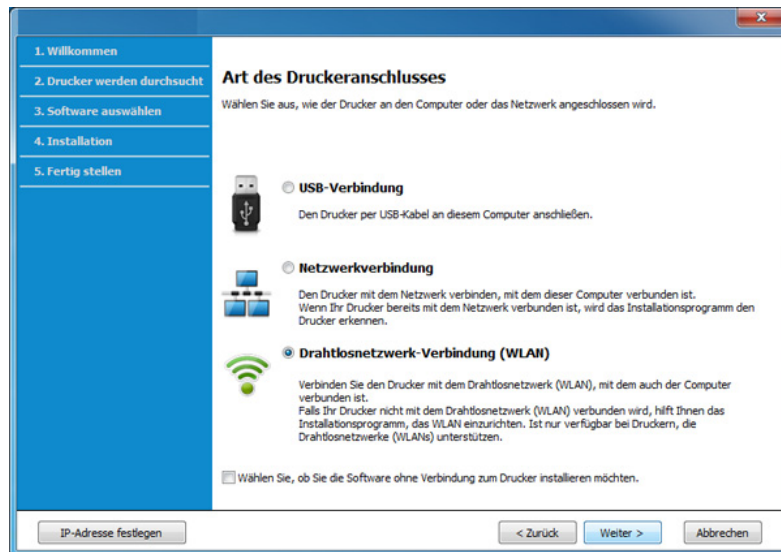 1. Willkommen
2. Drucker werden durchsucht
3. Software auswählen
4. Installation
5. Fertig stellen
Art des Druckeranschlusses
Wählen Sie aus, wie der Drucker an den Computer oder das Netzwerk angeschlossen wird.
USB-Verbindung
Den Drucker per USB-Kabel an diesem Computer anschließen.
Netzwerkverbindung
Den Drucker mit dem Netzwerk verbinden, mit dem dieser Computer verbunden ist.
Wenn Ihr Drucker bereits mit dem Netzwerk verbunden ist, wird das Installationsprogramm den
Drucker erkennen.
Drahtlosnetzwerk-Verbindung (WLAN)
Verbinden Sie den Drucker mit dem Drahtlosnetzwerk (WLAN), mit dem auch der Computer
verbunden ist.
Falls Ihr Drucker nicht mit dem Drahtlosnetzwerk (WLAN) verbunden wird, hilft Ihnen das
Installationsprogramm, das WLAN einzurichten. Ist nur verfügbar bei Druckern, die
Drahtlosnetzwerke (WLANs) unterstützen.
Wählen Sie, ob Sie die Software ohne Verbindung zum Drucker installieren möchten.
IP-Adresse festlegen
< Zurück
Weiter >
Abbrechen